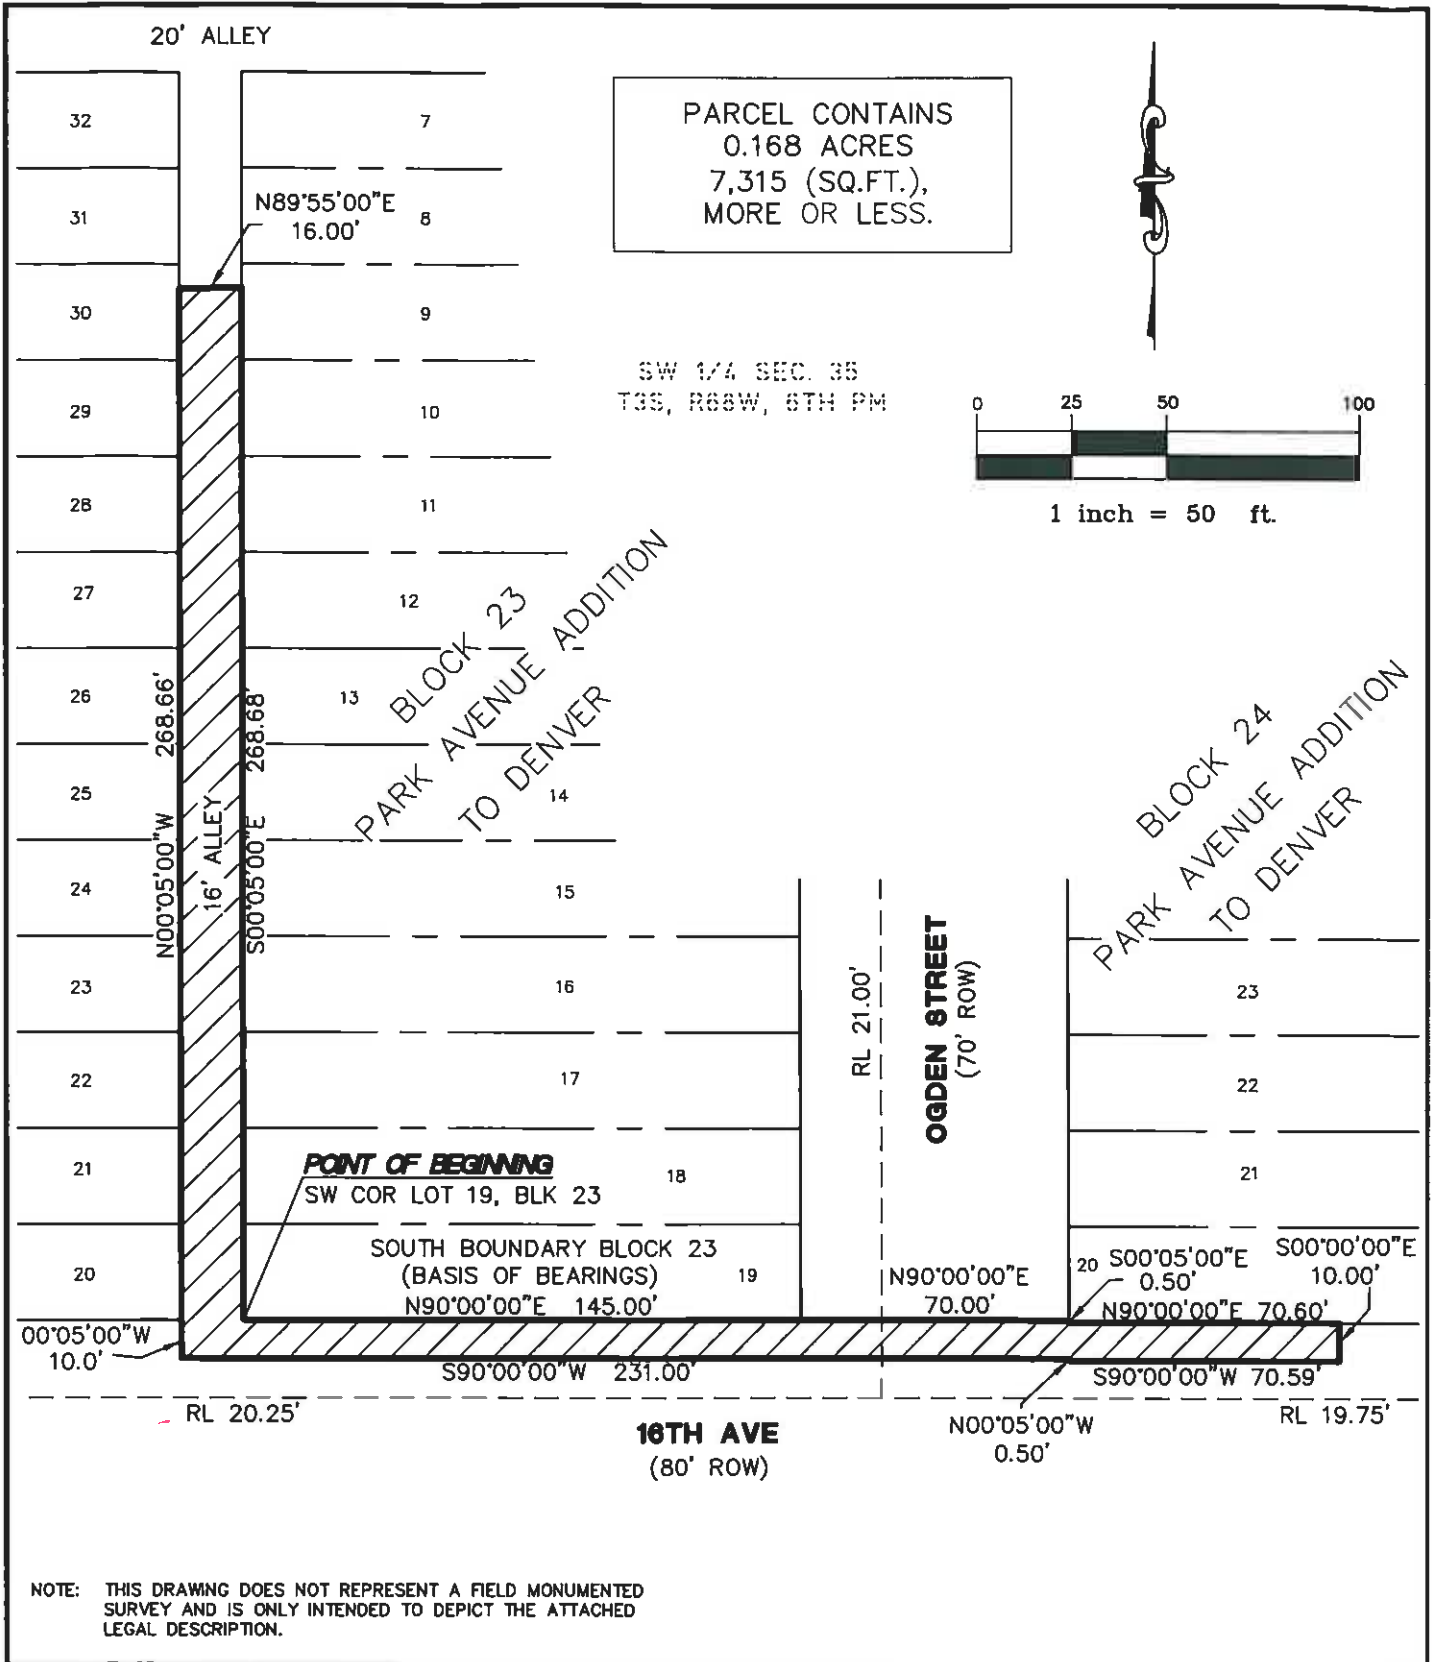 20' ALLEY
PARCEL CONTAINS
0.168 ACRES
7,315 (SQ.FT.),
MORE OR LESS.
32
7
N89°55'00"E
16.00'
31
8
30
9
SW 1/4 SEC. 35
T3S, R68W, 6TH PM
0 25 50 100
1 inch = 50 ft.
29
10
28
11
27
12
BLOCK 23
PARK AVENUE ADDITION
TO DENVER
26
13
N00°05'00"W 268.66'
16' ALLEY
S00°05'00"E 268.68'
BLOCK 24
PARK AVENUE ADDITION
TO DENVER
25
14
24
15
23
16
RL 21.00'
OGDEN STREET
(70' ROW)
23
22
17
22
21
POINT OF BEGINNING
SW COR LOT 19, BLK 23
18
21
20
SOUTH BOUNDARY BLOCK 23
(BASIS OF BEARINGS)
N90°00'00"E 145.00'
19
N90°00'00"E
70.00'
20
S00°05'00"E
0.50'
S00°00'00"E
10.00'
N90°00'00"E 70.60'
00°05'00"W
10.0'
S90°00'00"W 231.00'
S90°00'00"W 70.59'
RL 20.25'
16TH AVE
(80' ROW)
N00°05'00"W
0.50'
RL 19.75'
NOTE: THIS DRAWING DOES NOT REPRESENT A FIELD MONUMENTED
SURVEY AND IS ONLY INTENDED TO DEPICT THE ATTACHED
LEGAL DESCRIPTION.